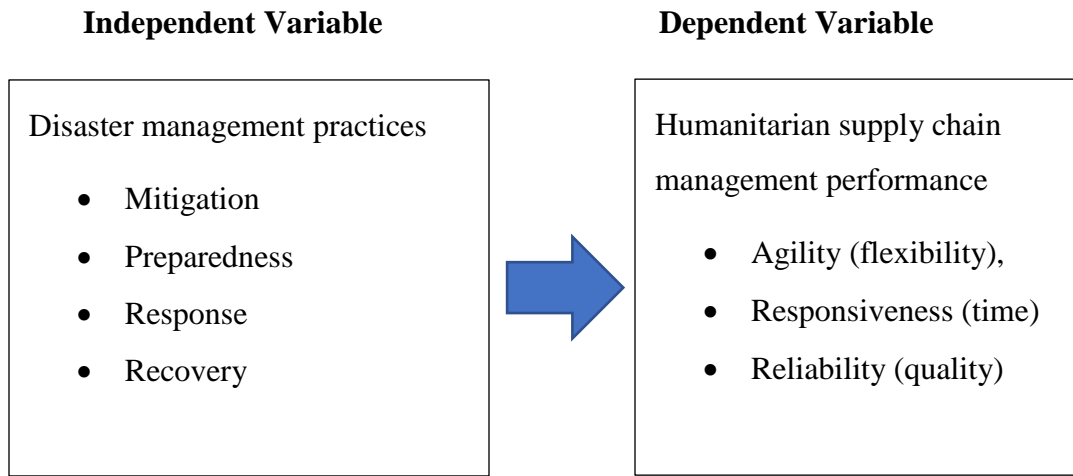 Independent Variable
Dependent Variable
Disaster management practices
• Mitigation
• Preparedness
• Response
• Recovery
Humanitarian supply chain
management performance
• Agility (flexibility),
• Responsiveness (time)
• Reliability (quality)